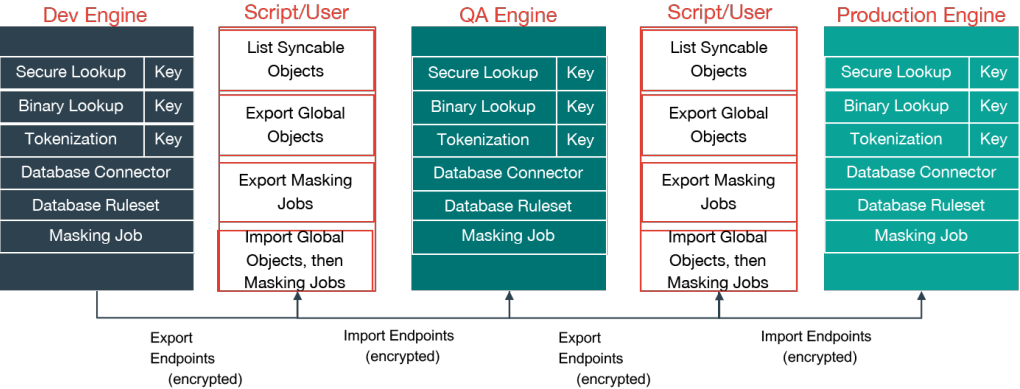 Dev Engine
Script/User
QA Engine
Script/User
Production Engine
Secure Lookup
Key
Binary Lookup
Key
Tokenization
Key
Database Connector
Database Ruleset
Masking Job
List Syncable
Objects
Export Global
Objects
Export Masking
Jobs
Import Global
Objects, then
Masking Jobs
Secure Lookup
Key
Binary Lookup
Key
Tokenization
Key
Database Connector
Database Ruleset
Masking Job
List Syncable
Objects
Export Global
Objects
Export Masking
Jobs
Import Global
Objects, then
Masking Jobs
Secure Lookup
Key
Binary Lookup
Key
Tokenization
Key
Database Connector
Database Ruleset
Masking Job
Export
Endpoints
(encrypted)
Import Endpoints
(encrypted)
Export
Endpoints
(encrypted)
Import Endpoints
(encrypted)